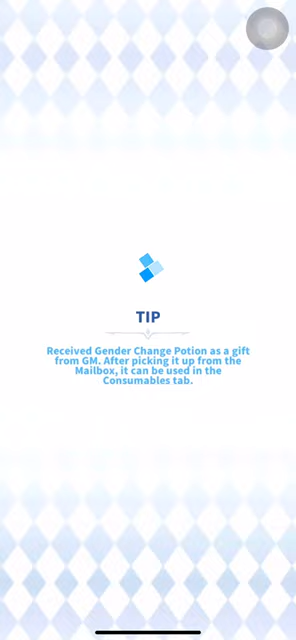 TIP
Received Gender Change Potion as a gift
from GM. After picking it up from the
Mailbox, it can be used in the
Consumables tab.